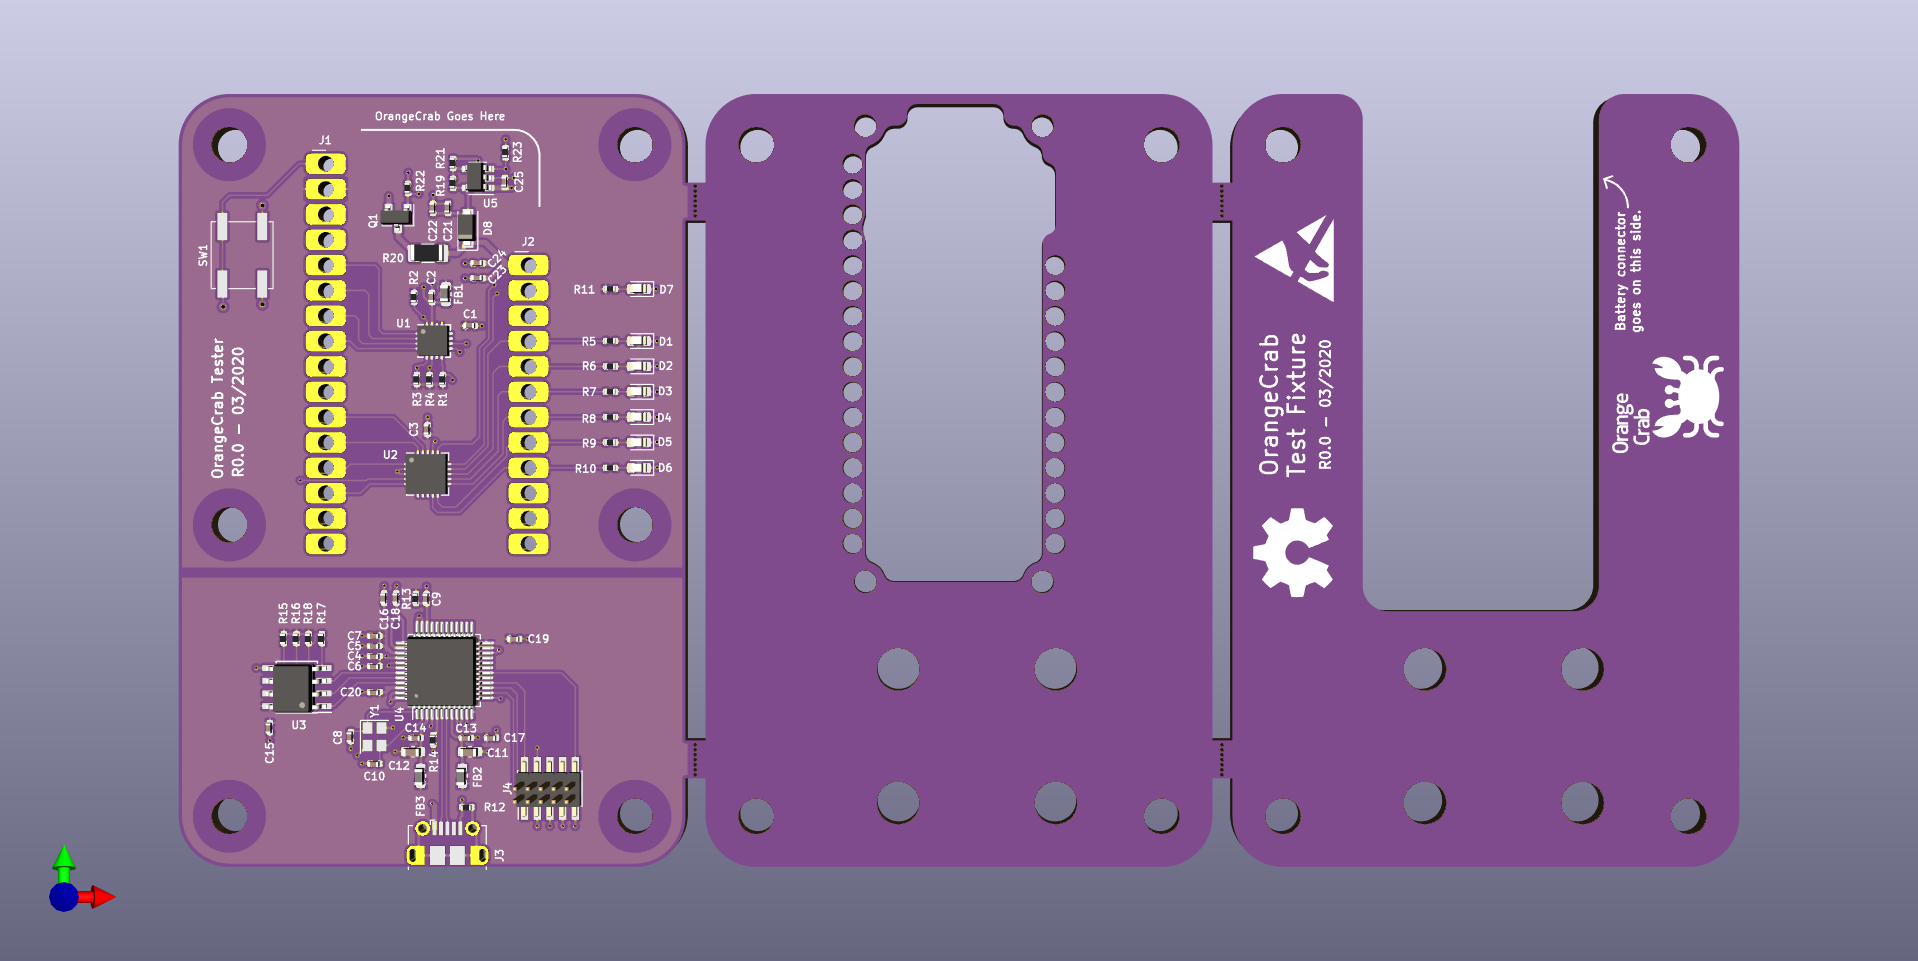 OrangeCrab Goes Here
J1
R21
R23
R19
C25
R22
U5
Q1
C22
C21
D8
SW1
R20
J2
C24
C23
R2
C2
FB1
R11
D7
C1
U1
R5
D1
R6
D2
R3
R4
R1
R7
D3
R8
D4
C3
R9
D5
U2
R10
D6
OrangeCrab Tester
R0.0 - 03/2020
R15
R16
R18
R17
C16
C18
R13
C9
C7
C5
C4
C6
C19
C20
U3
Y1
U4
C15
C8
C14
C13
C17
C12
R14
C11
C10
FB3
FB2
J4
R12
J3
OrangeCrab
Test Fixture
R0.0 - 03/2020
Battery connector
goes on this side.
Orange
Crab